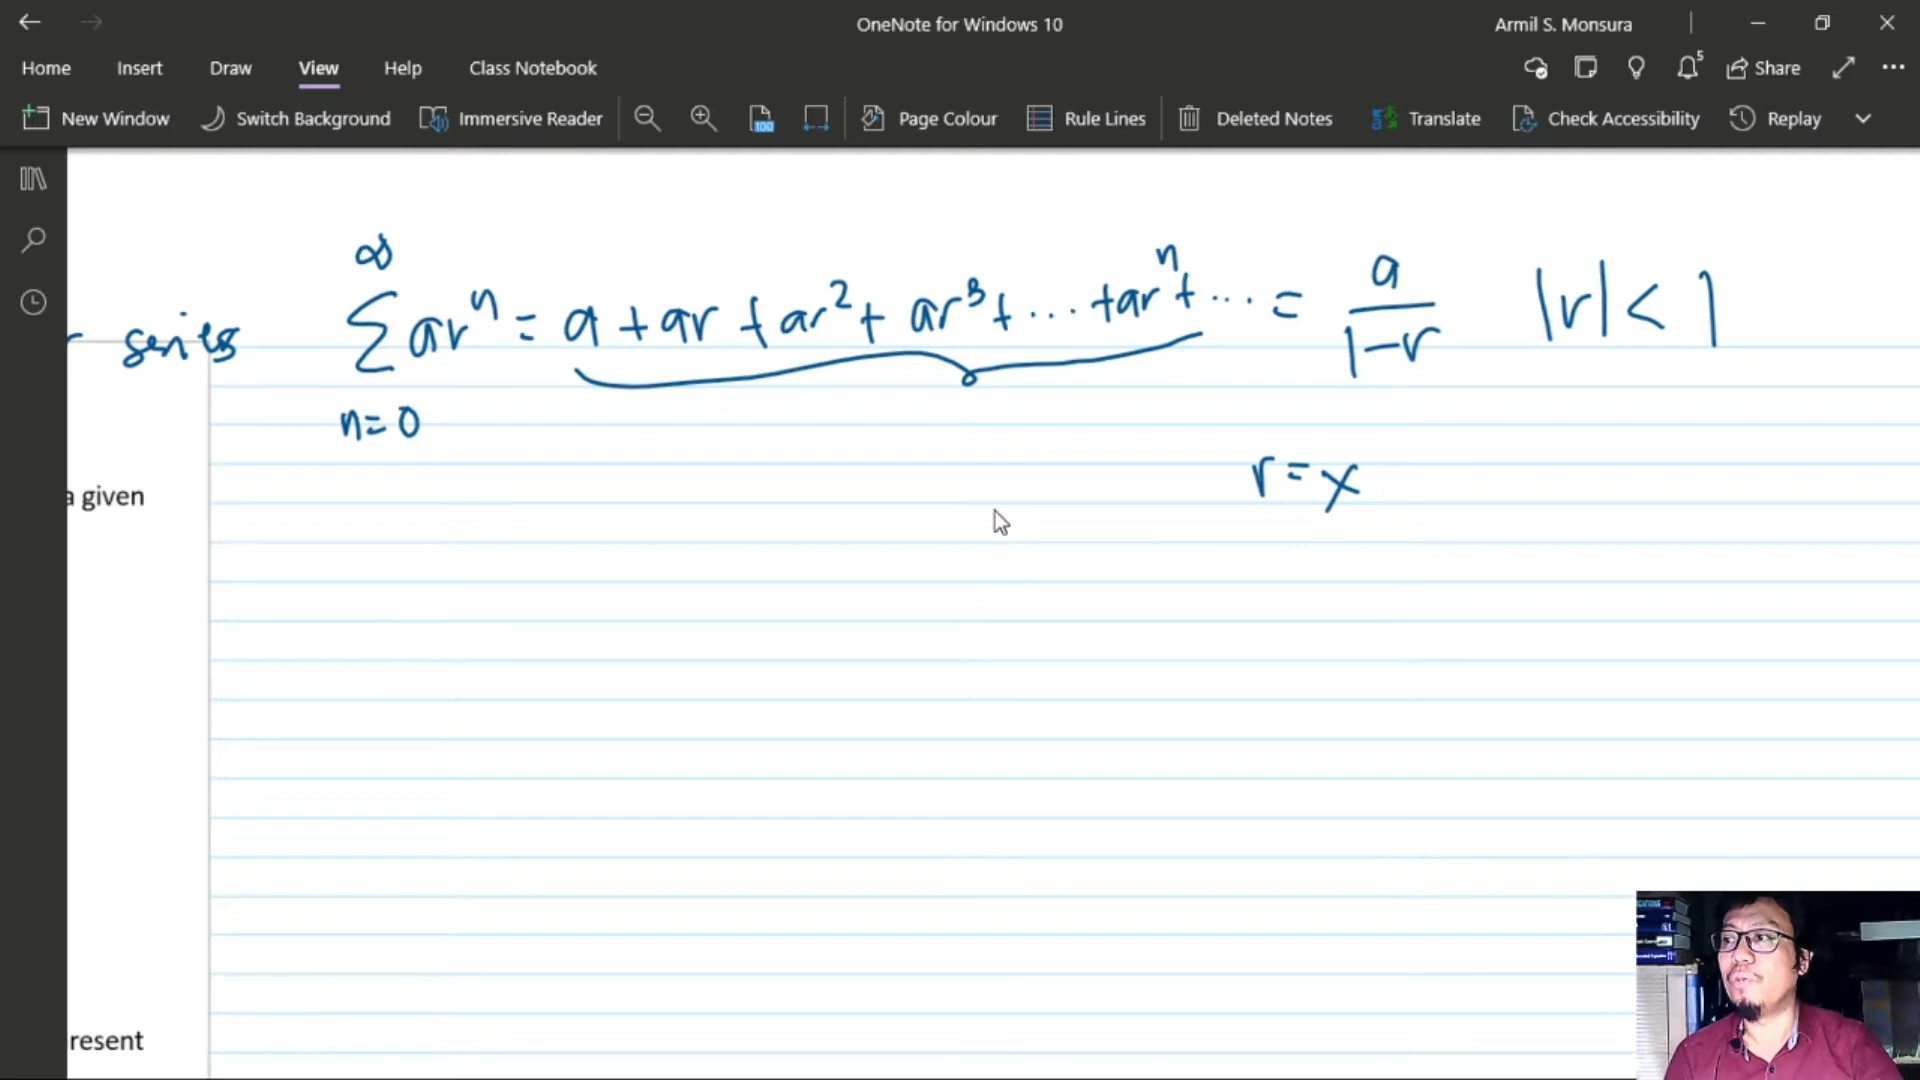 OneNote for Windows 10
Armil S. Monsura
Home Insert Draw View Help Class Notebook
5 Share
New Window Switch Background Immersive Reader 100 Page Colour Rule Lines Deleted Notes Translate Check Accessibility Replay
series ∞∑n=0 arⁿ = a + ar + ar² + ar³ + ... + arⁿ + ... = a/(1-r) |r| < 1
r = x
a given
resent